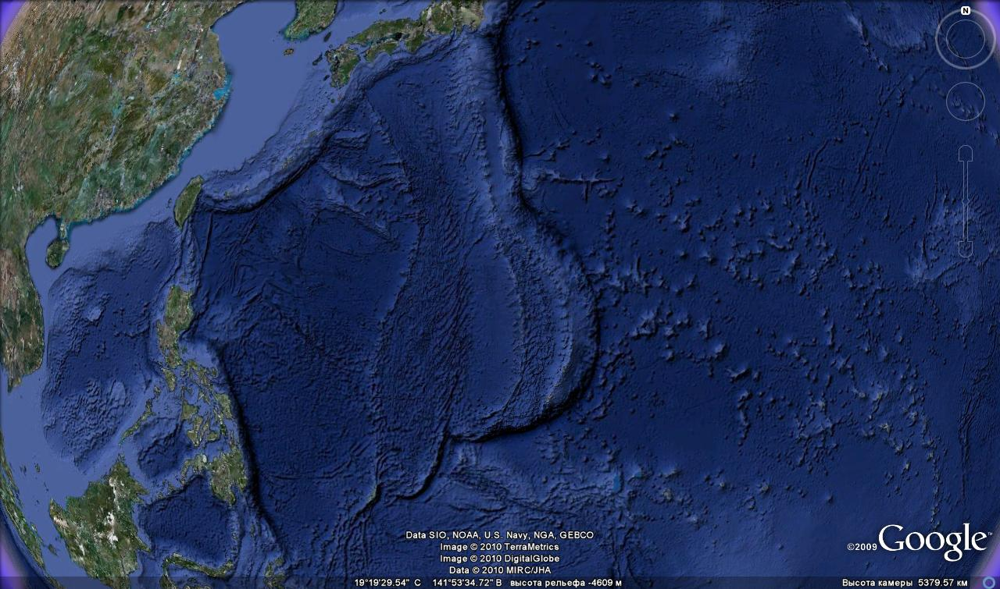 N
Data SIO, NOAA, U.S. Navy, NGA, GEBCO
Image © 2010 TerraMetrics
Image © 2010 DigitalGlobe
Data © 2010 MIRC/JHA
©2009 Google™
19°19'29.54" С 141°53'34.72" В высота рельефа -4609 м Высота камеры 5379.57 км